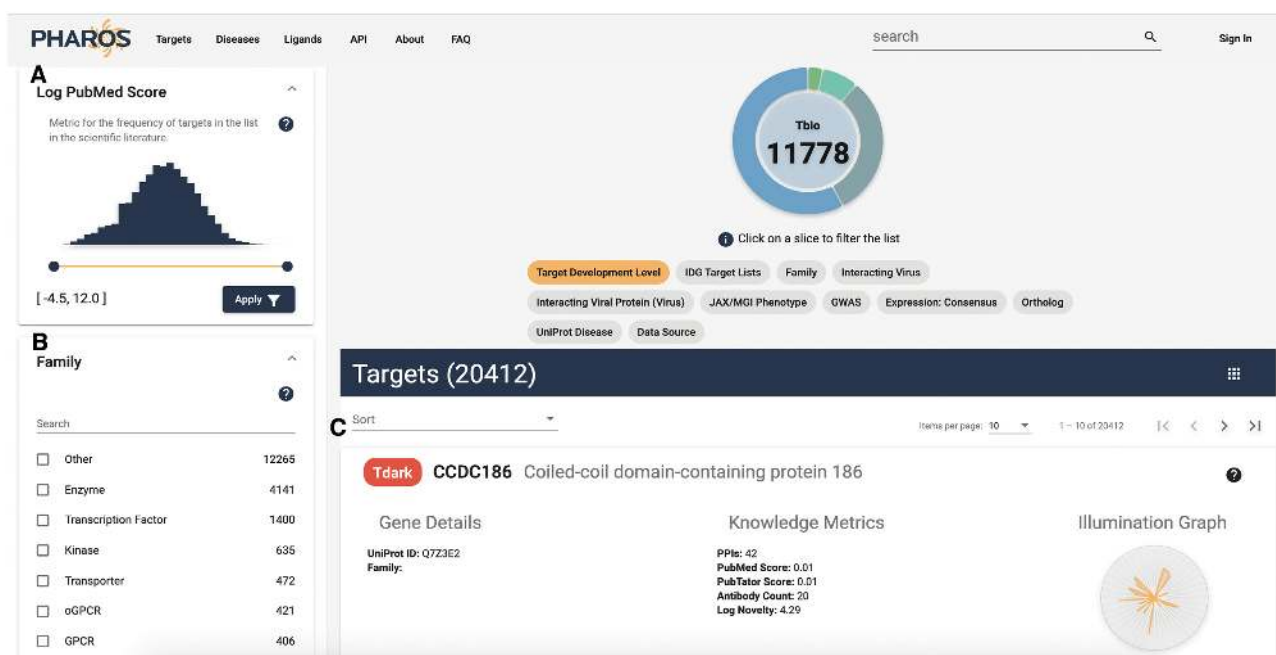 PHAROS Targets Diseases Ligands API About FAQ search Sign In
A
Log PubMed Score
Metric for the frequency of targets in the list
in the scientific literature.
[ -4.5, 12.0 ] Apply
Tbio
11778
Click on a slice to filter the list
Target Development Level IDG Target Lists Family Interacting Virus
Interacting Viral Protein (Virus) JAX/MGI Phenotype GWAS Expression: Consensus Ortholog
UniProt Disease Data Source
B
Family
Search
Other 12265
Enzyme 4141
Transcription Factor 1400
Kinase 635
Transporter 472
oGPCR 421
GPCR 406
Targets (20412)
C
Sort Items per page: 10 1 – 10 of 20412
Tdark CCDC186 Coiled-coil domain-containing protein 186
Gene Details
UniProt ID: Q7Z3E2
Family:
Knowledge Metrics
PPIs: 42
PubMed Score: 0.01
PubTator Score: 0.01
Antibody Count: 20
Log Novelty: 4.29
Illumination Graph